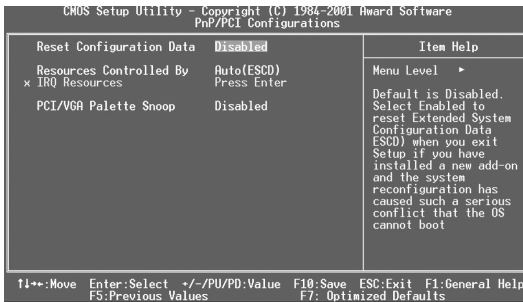 CMOS Setup Utility - Copyright (C) 1984-2001 Award Software
PnP/PCI Configurations
Reset Configuration Data Disabled
Resources Controlled By Auto(ESCD)
x IRQ Resources Press Enter
PCI/VGA Palette Snoop Disabled
Item Help
Menu Level ►
Default is Disabled.
Select Enabled to
reset Extended System
Configuration Data
ESCD) when you exit
Setup if you have
installed a new add-on
and the system
reconfiguration has
caused such a serious
conflict that the OS
cannot boot
↑↓→←:Move Enter:Select +/-/PU/PD:Value F10:Save ESC:Exit F1:General Help
F5:Previous Values F7: Optimized Defaults